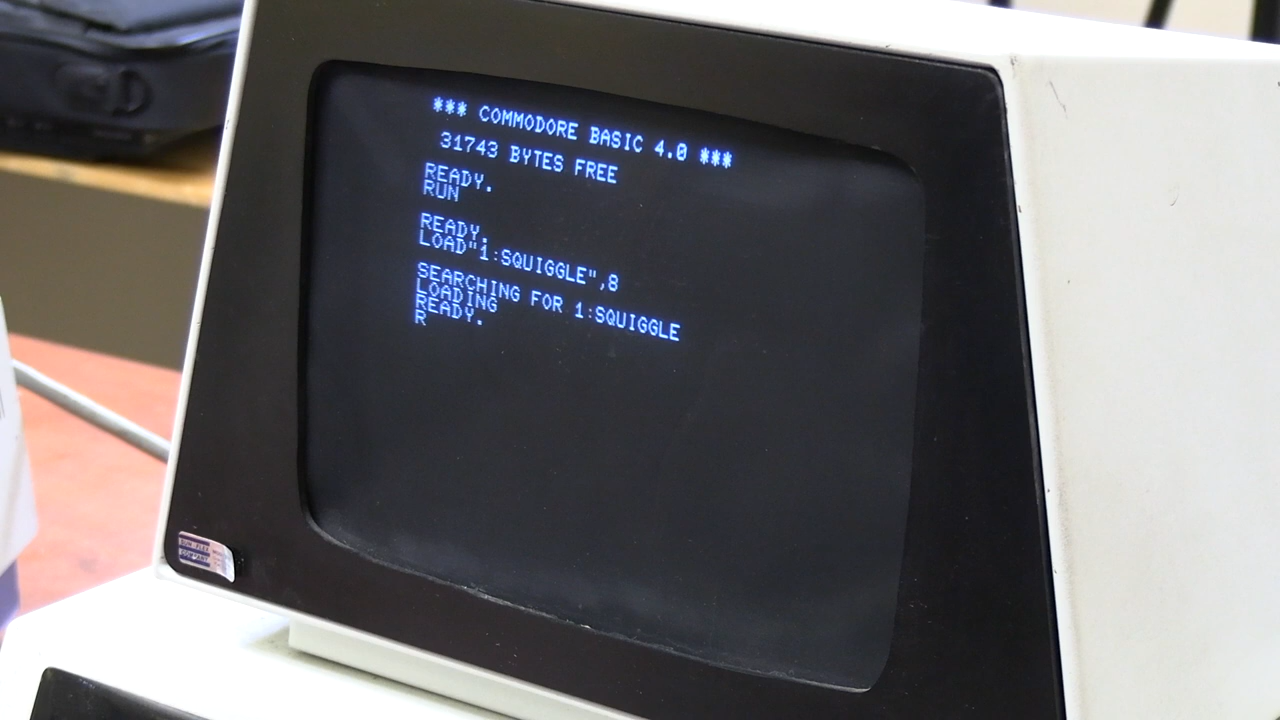 *** COMMODORE BASIC 4.0 ***
31743 BYTES FREE
READY.
RUN
READY.
LOAD"1:SQUIGGLE",8
SEARCHING FOR 1:SQUIGGLE
LOADING
READY.
R